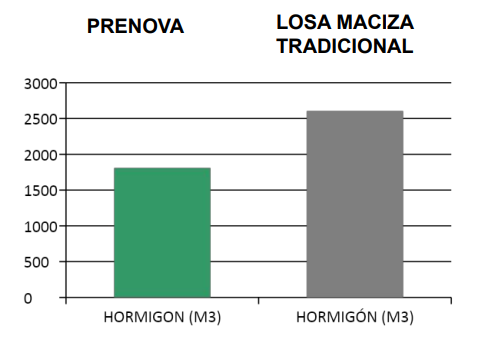 PRENOVA
LOSA MACIZA
TRADICIONAL
3000
2500
2000
1500
1000
500
0
HORMIGON (M3)
HORMIGÓN (M3)